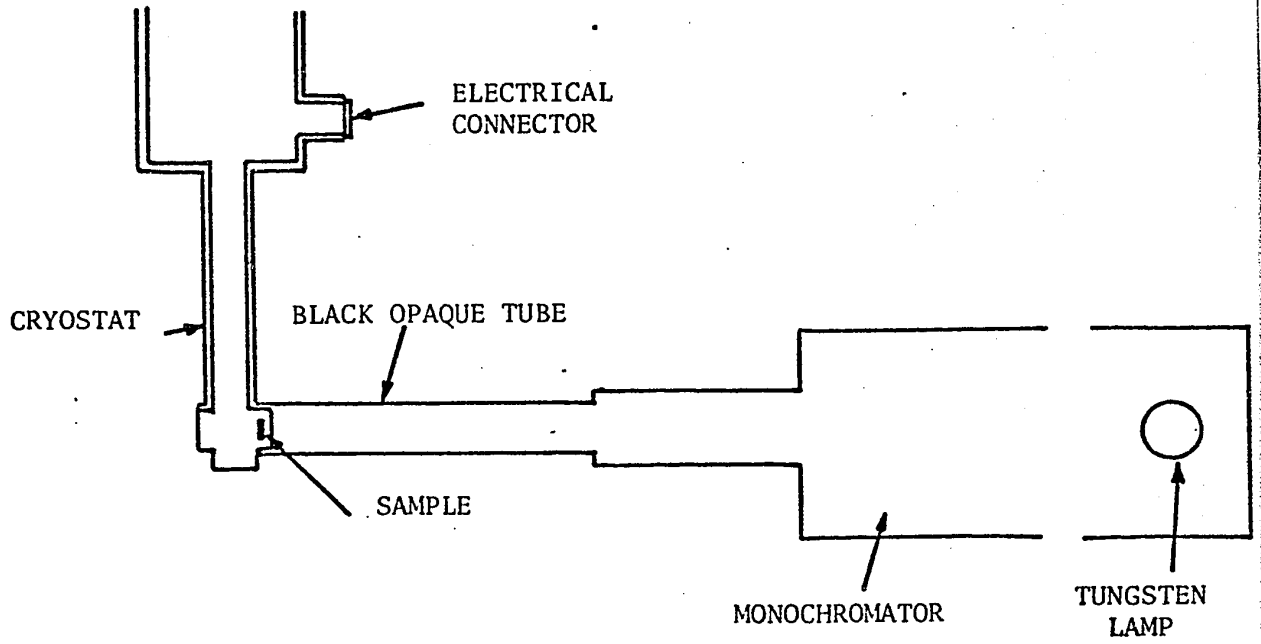 ELECTRICAL
CONNECTOR
CRYOSTAT
BLACK OPAQUE TUBE
SAMPLE
MONOCHROMATOR
TUNGSTEN
LAMP